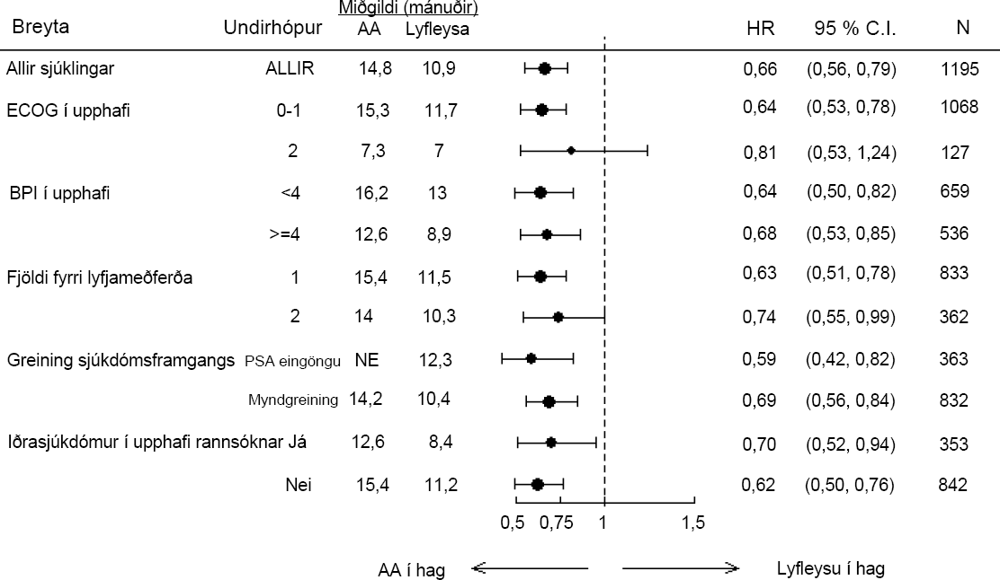 Miðgildi (mánuðir)
Breyta Undirhópur AA Lyfleysa HR 95 % C.I. N
Allir sjúklingar ALLIR 14,8 10,9 0,66 (0,56, 0,79) 1195
ECOG í upphafi 0-1 15,3 11,7 0,64 (0,53, 0,78) 1068
2 7,3 7 0,81 (0,53, 1,24) 127
BPI í upphafi <4 16,2 13 0,64 (0,50, 0,82) 659
>=4 12,6 8,9 0,68 (0,53, 0,85) 536
Fjöldi fyrri lyfjameðferða 1 15,4 11,5 0,63 (0,51, 0,78) 833
2 14 10,3 0,74 (0,55, 0,99) 362
Greining sjúkdómsframgangs PSA eingöngu NE 12,3 0,59 (0,42, 0,82) 363
Myndgreining 14,2 10,4 0,69 (0,56, 0,84) 832
Iðrasjúkdómur í upphafi rannsóknar Já 12,6 8,4 0,70 (0,52, 0,94) 353
Nei 15,4 11,2 0,62 (0,50, 0,76) 842
0,5 0,75 1 1,5
AA í hag Lyfleysu í hag